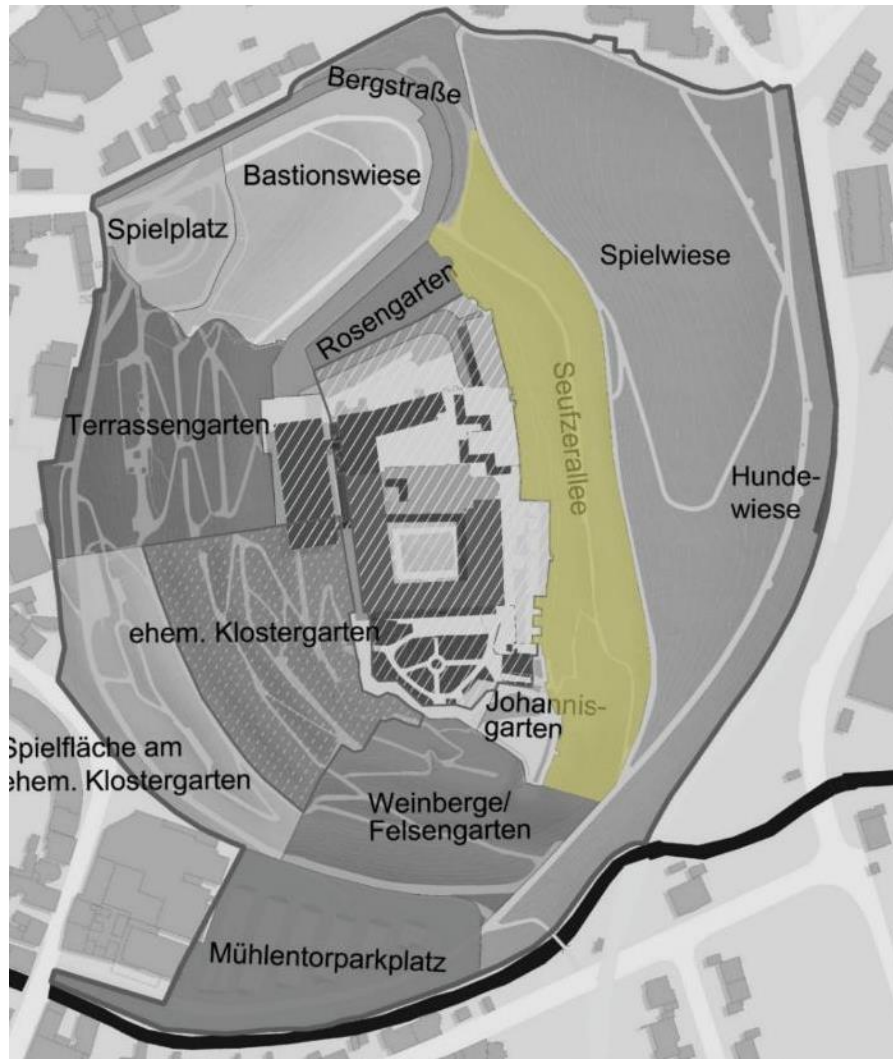 Bergstraße
Bastionswiese
Spielplatz
Spielwiese
Rosengarten
Seufzerallee
Terrassengarten
Hunde-
wiese
ehem. Klostergarten
Johannis-
garten
Spielfläche am
ehem. Klostergarten
Weinberge/
Felsengarten
Mühlentorparkplatz